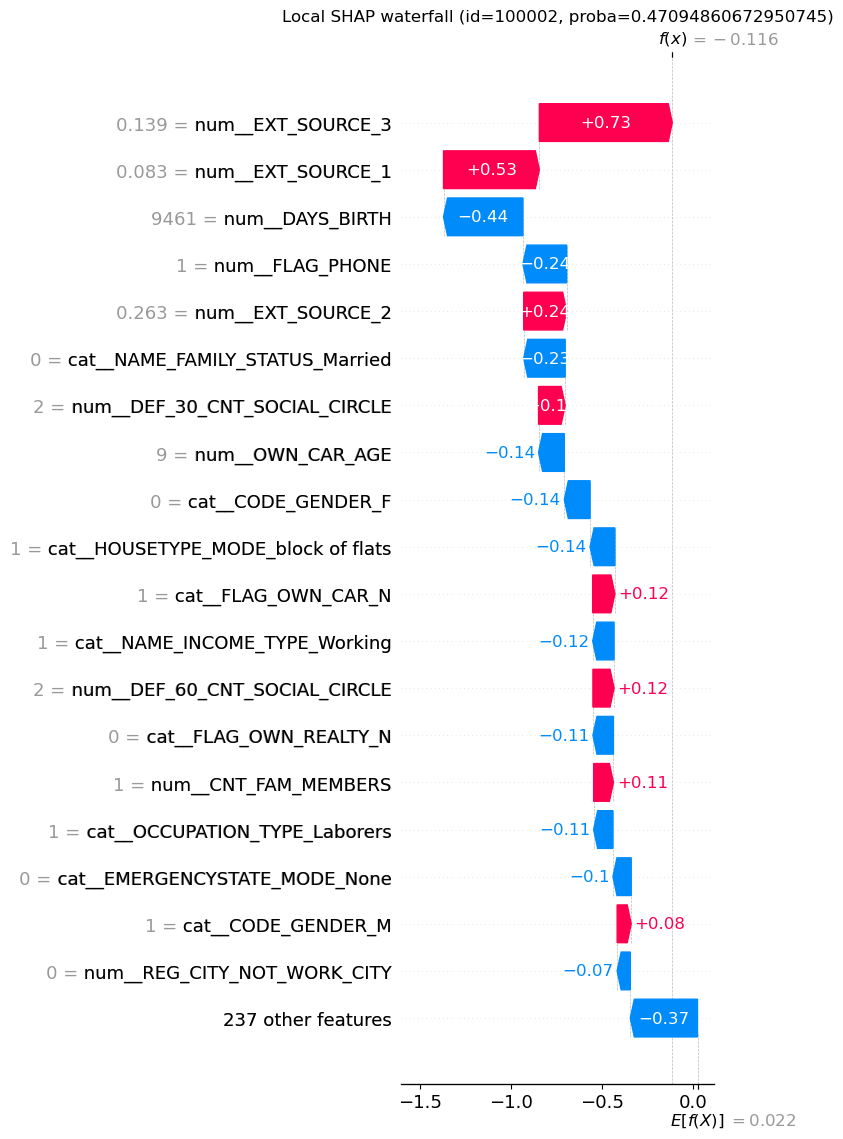 Local SHAP waterfall (id=100002, proba=0.47094860672950745)
f(x) = −0.116
0.139 = num__EXT_SOURCE_3 +0.73
0.083 = num__EXT_SOURCE_1 +0.53
9461 = num__DAYS_BIRTH −0.44
1 = num__FLAG_PHONE −0.24
0.263 = num__EXT_SOURCE_2 +0.24
0 = cat__NAME_FAMILY_STATUS_Married −0.23
2 = num__DEF_30_CNT_SOCIAL_CIRCLE
9 = num__OWN_CAR_AGE −0.14
0 = cat__CODE_GENDER_F −0.14
1 = cat__HOUSETYPE_MODE_block of flats −0.14
1 = cat__FLAG_OWN_CAR_N +0.12
1 = cat__NAME_INCOME_TYPE_Working −0.12
2 = num__DEF_60_CNT_SOCIAL_CIRCLE +0.12
0 = cat__FLAG_OWN_REALTY_N −0.11
1 = num__CNT_FAM_MEMBERS +0.11
1 = cat__OCCUPATION_TYPE_Laborers −0.11
0 = cat__EMERGENCYSTATE_MODE_None −0.1
1 = cat__CODE_GENDER_M +0.08
0 = num__REG_CITY_NOT_WORK_CITY −0.07
237 other features −0.37
−1.5 −1.0 −0.5 0.0
E[f(X)] = 0.022